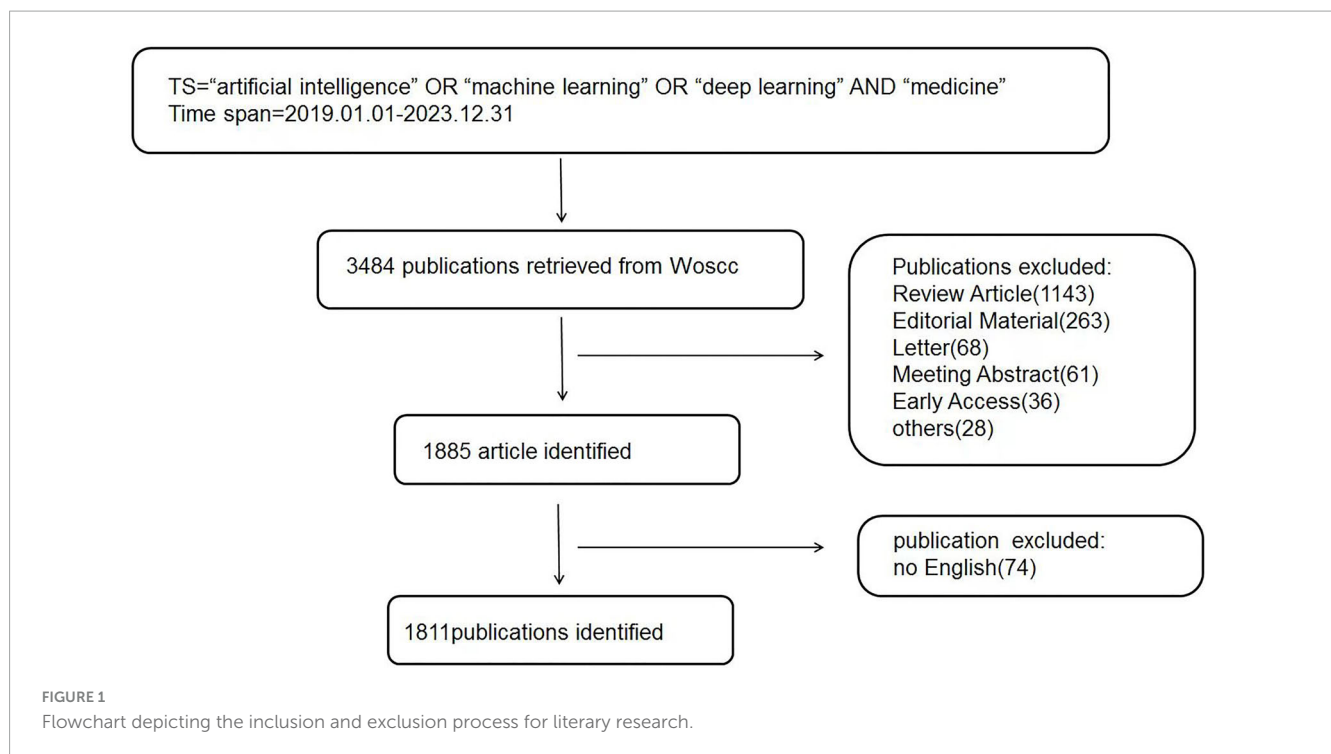 TS=“artificial intelligence” OR “machine learning” OR “deep learning” AND “medicine”
Time span=2019.01.01-2023.12.31
3484 publications retrieved from Woscc
Publications excluded:
Review Article(1143)
Editorial Material(263)
Letter(68)
Meeting Abstract(61)
Early Access(36)
others(28)
1885 article identified
publication excluded:
no English(74)
1811publications identified
FIGURE 1
Flowchart depicting the inclusion and exclusion process for literary research.